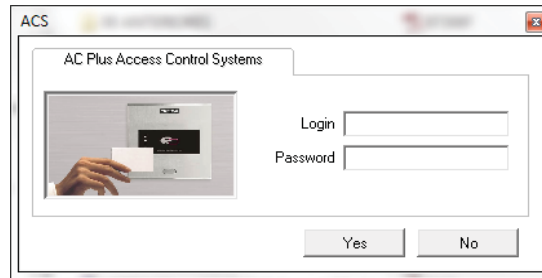 ACS
AC Plus Access Control Systems
Login
Password
Yes
No